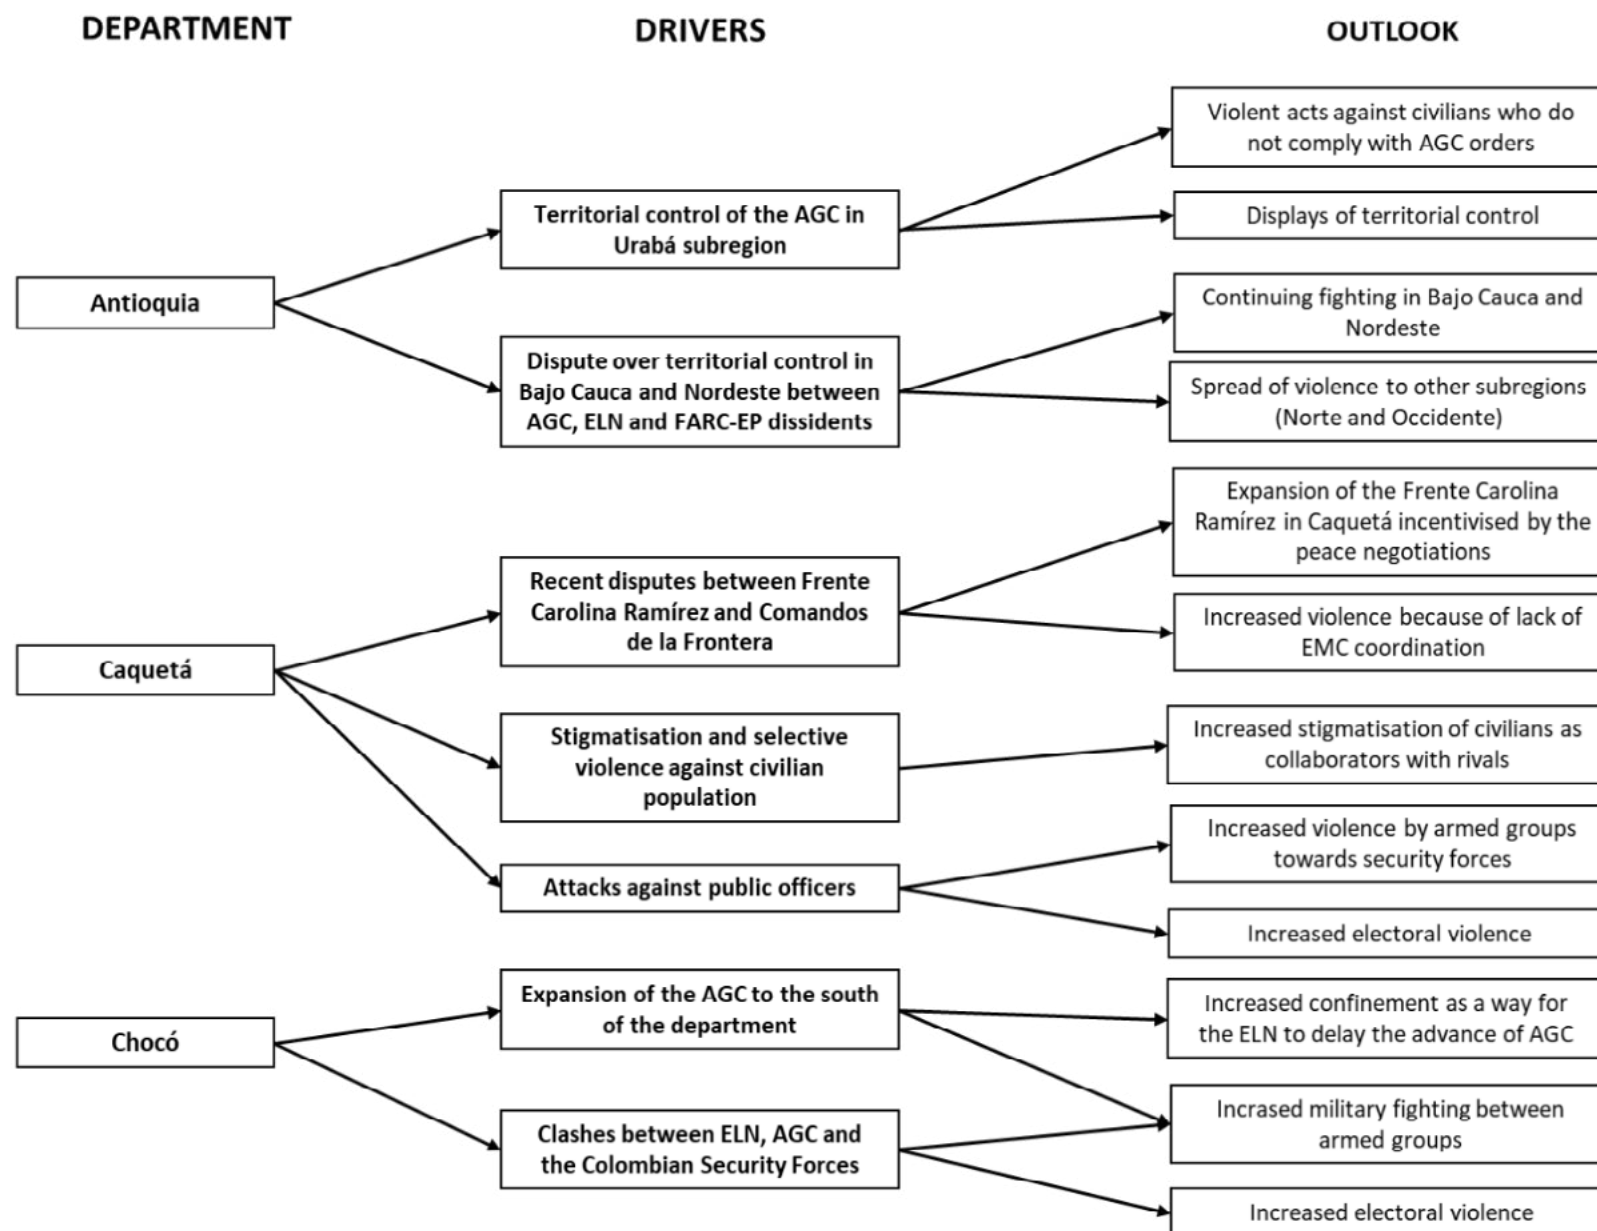 DEPARTMENT
DRIVERS
OUTLOOK
Antioquia
Territorial control of the AGC in
Urabá subregion
Violent acts against civilians who do
not comply with AGC orders
Displays of territorial control
Dispute over territorial control in
Bajo Cauca and Nordeste between
AGC, ELN and FARC-EP dissidents
Continuing fighting in Bajo Cauca and
Nordeste
Spread of violence to other subregions
(Norte and Occidente)
Caquetá
Recent disputes between Frente
Carolina Ramírez and Comandos
de la Frontera
Expansion of the Frente Carolina
Ramírez in Caquetá incentivised by the
peace negotiations
Increased violence because of lack of
EMC coordination
Stigmatisation and selective
violence against civilian
population
Increased stigmatisation of civilians as
collaborators with rivals
Attacks against public officers
Increased violence by armed groups
towards security forces
Increased electoral violence
Chocó
Expansion of the AGC to the south
of the department
Increased confinement as a way for
the ELN to delay the advance of AGC
Clashes between ELN, AGC and
the Colombian Security Forces
Incrased military fighting between
armed groups
Increased electoral violence